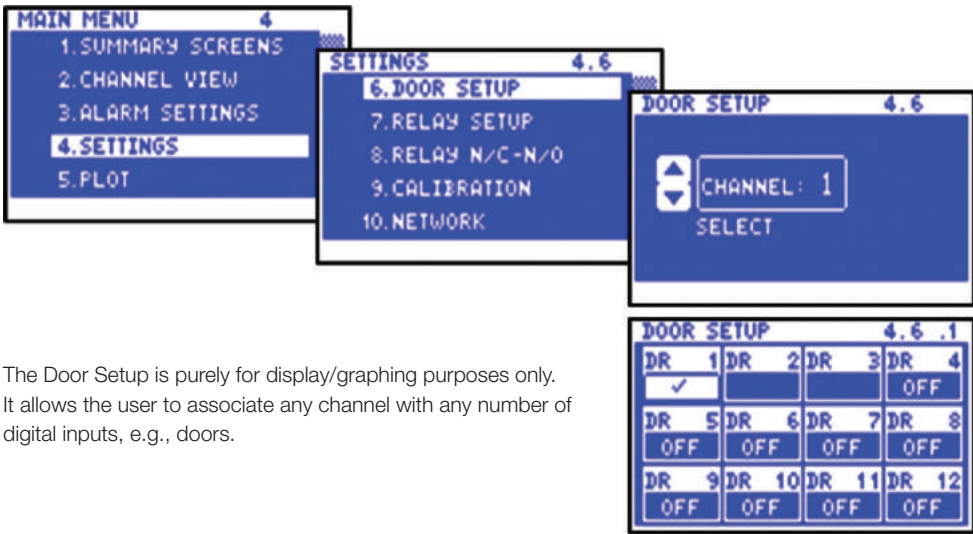 MAIN MENU 4
1.SUMMARY SCREENS
2.CHANNEL VIEW
3.ALARM SETTINGS
4.SETTINGS
5.PLOT
SETTINGS 4.6
6.DOOR SETUP
7.RELAY SETUP
8.RELAY N/C-N/O
9.CALIBRATION
10.NETWORK
DOOR SETUP 4.6
CHANNEL: 1
SELECT
DOOR SETUP 4.6 .1
DR 1 DR 2 DR 3 DR 4
✓ OFF
DR 5 DR 6 DR 7 DR 8
OFF OFF OFF OFF
DR 9 DR 10 DR 11 DR 12
OFF OFF OFF OFF
The Door Setup is purely for display/graphing purposes only.
It allows the user to associate any channel with any number of
digital inputs, e.g., doors.